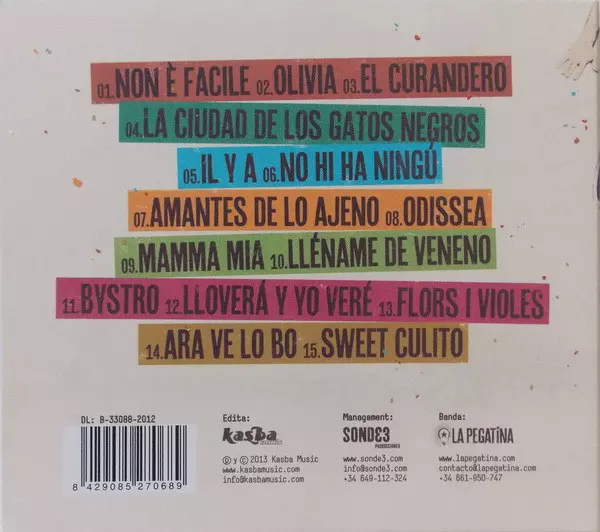 01.NON È FACILE 02.OLIVIA 03.EL CURANDERO
04.LA CIUDAD DE LOS GATOS NEGROS
05.IL Y A 06.NO HI HA NINGÚ
07.AMANTES DE LO AJENO 08.ODISSEA
09.MAMMA MIA 10.LLÉNAME DE VENENO
11.BYSTRO 12.LLOVERÁ Y YO VERÉ 13.FLORS I VIOLES
14.ARA VE LO BO 15.SWEET CULITO
DL: B-33088-2012
8 429085 270689
Edita:
kasba
MUSIC
℗ y © 2013 Kasba Music
www.kasbamusic.com
info@kasbamusic.com
Management:
SONDE3
PRODUCCIONES
www.sonde3.com
info@sonde3.com
+34 649-112-324
Banda:
LA PEGATINA
www.lapegatina.com
contacto@lapegatina.com
+34 661-950-747